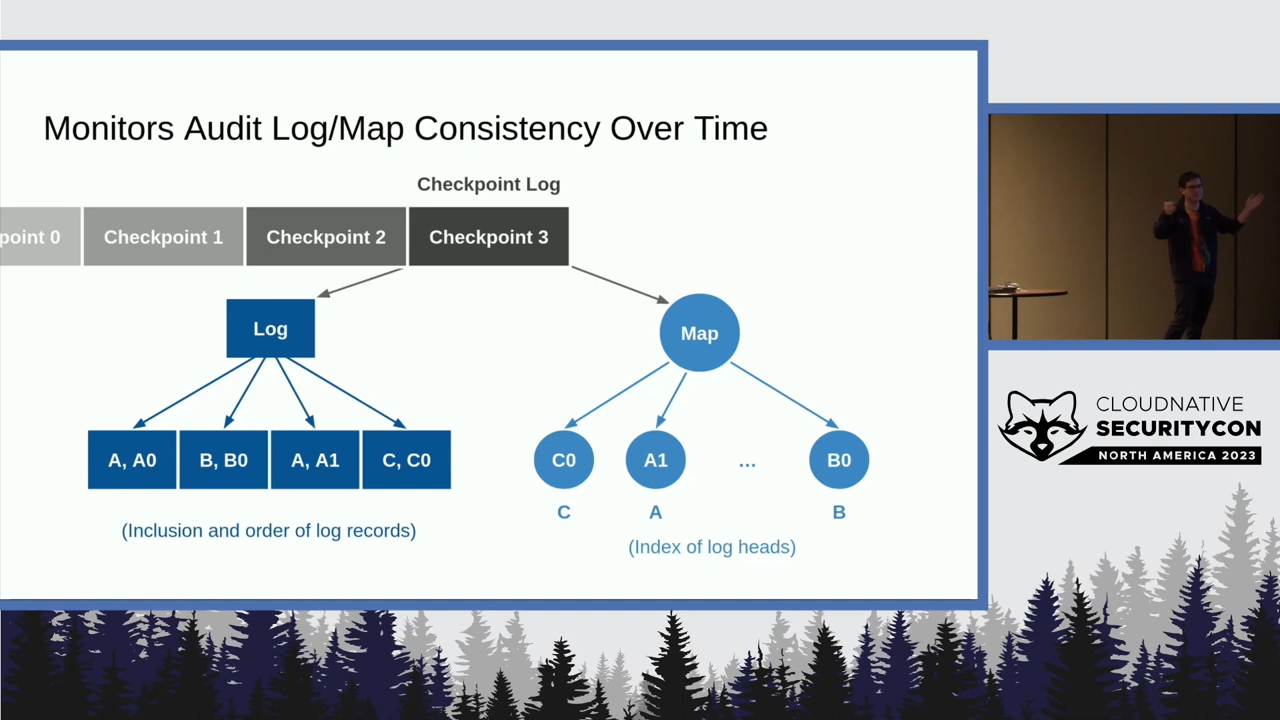 Monitors Audit Log/Map Consistency Over Time
Checkpoint Log
point 0
Checkpoint 1
Checkpoint 2
Checkpoint 3
Log
Map
A, A0
B, B0
A, A1
C, C0
C0
A1
...
B0
C
A
B
(Inclusion and order of log records)
(Index of log heads)
CLOUDNATIVE
SECURITYCON
NORTH AMERICA 2023